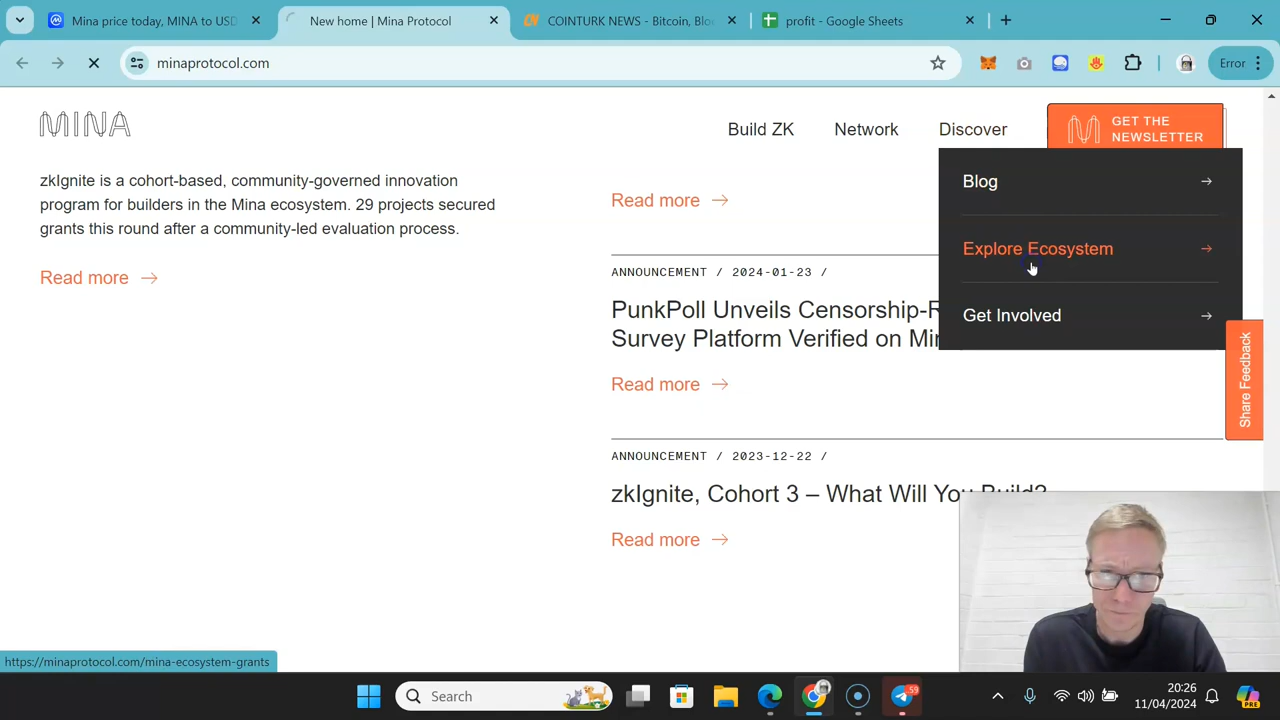 Mina price today, MINA to USD
New home | Mina Protocol
COINTURK NEWS - Bitcoin, Blo
profit - Google Sheets
minaprotocol.com
Error
MINA
Build ZK
Network
Discover
GET THE
NEWSLETTER
zkIgnite is a cohort-based, community-governed innovation
program for builders in the Mina ecosystem. 29 projects secured
grants this round after a community-led evaluation process.
Read more
Read more
ANNOUNCEMENT / 2024-01-23 /
PunkPoll Unveils Censorship-R
Survey Platform Verified on Mi
Read more
ANNOUNCEMENT / 2023-12-22 /
zkIgnite, Cohort 3 – What Will You Build?
Read more
Blog
Explore Ecosystem
Get Involved
Share Feedback
https://minaprotocol.com/mina-ecosystem-grants
Search
59
20:26
11/04/2024
PRE